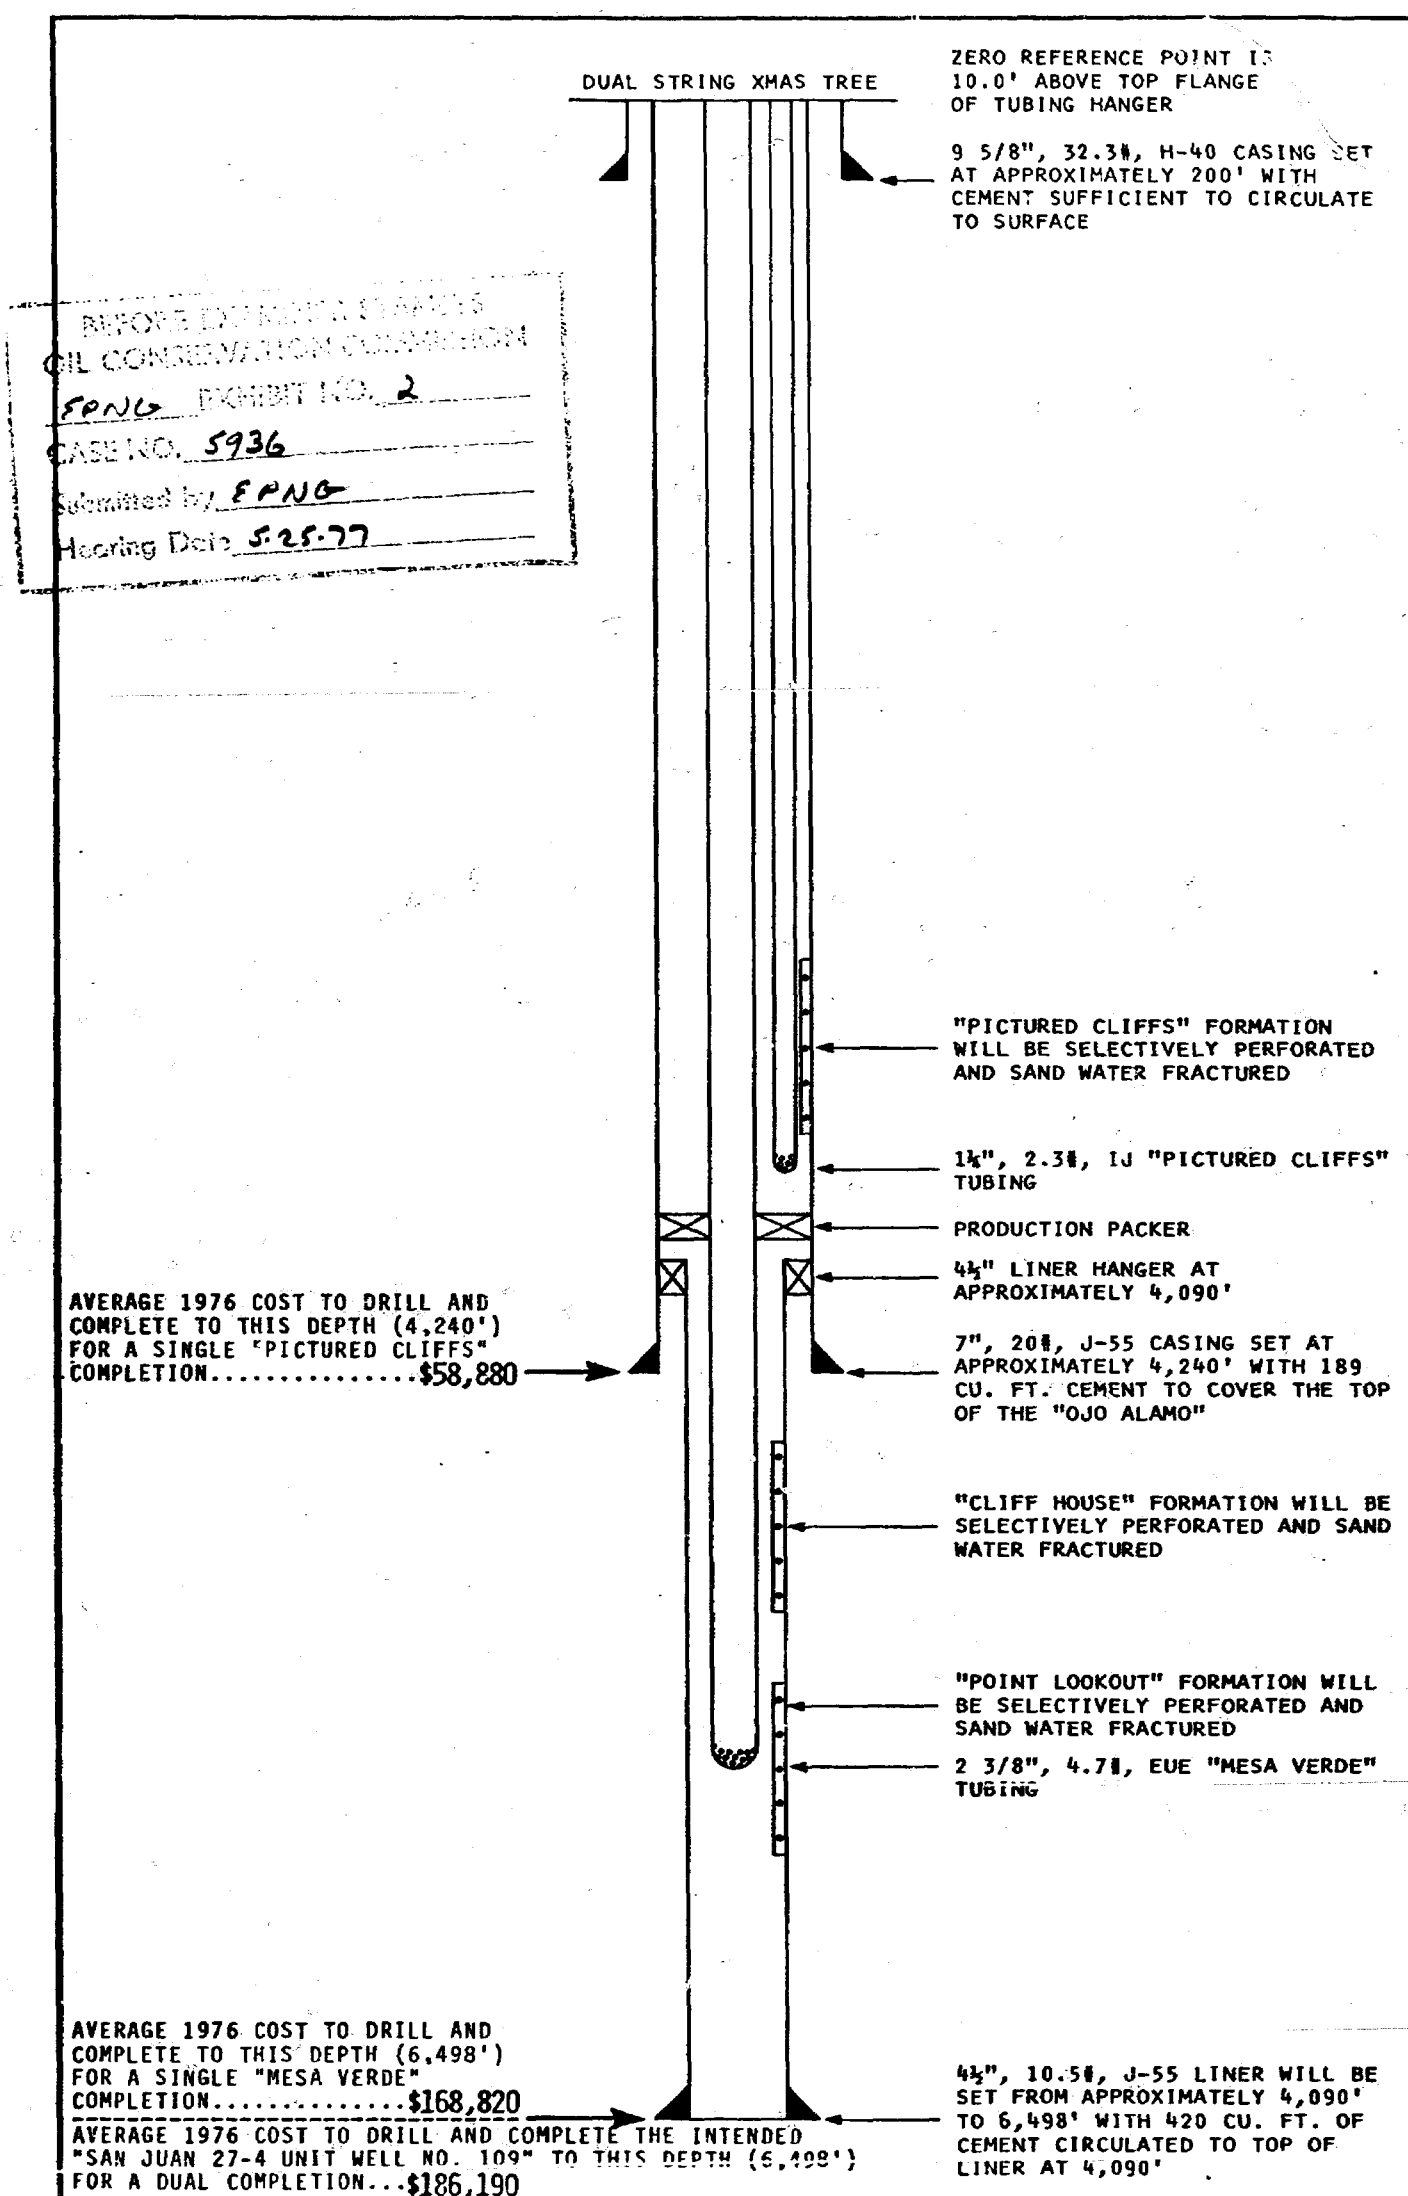 DUAL STRING XMAS TREE
ZERO REFERENCE POINT IS
10.0' ABOVE TOP FLANGE
OF TUBING HANGER
9 5/8", 32.3#, H-40 CASING SET
AT APPROXIMATELY 200' WITH
CEMENT SUFFICIENT TO CIRCULATE
TO SURFACE
BEFORE EXAMINER STAMETS
OIL CONSERVATION COMMISSION
EPNG EXHIBIT NO. 2
CASE NO. 5936
Submitted by EPNG
Hearing Date 5-25-77
"PICTURED CLIFFS" FORMATION
WILL BE SELECTIVELY PERFORATED
AND SAND WATER FRACTURED
1¼", 2.3#, IJ "PICTURED CLIFFS"
TUBING
PRODUCTION PACKER
4½" LINER HANGER AT
APPROXIMATELY 4,090'
AVERAGE 1976 COST TO DRILL AND
COMPLETE TO THIS DEPTH (4,240')
FOR A SINGLE "PICTURED CLIFFS"
COMPLETION...............$58,880
7", 20#, J-55 CASING SET AT
APPROXIMATELY 4,240' WITH 189
CU. FT. CEMENT TO COVER THE TOP
OF THE "OJO ALAMO"
"CLIFF HOUSE" FORMATION WILL BE
SELECTIVELY PERFORATED AND SAND
WATER FRACTURED
"POINT LOOKOUT" FORMATION WILL
BE SELECTIVELY PERFORATED AND
SAND WATER FRACTURED
2 3/8", 4.7#, EUE "MESA VERDE"
TUBING
AVERAGE 1976 COST TO DRILL AND
COMPLETE TO THIS DEPTH (6,498')
FOR A SINGLE "MESA VERDE"
COMPLETION..............$168,820
AVERAGE 1976 COST TO DRILL AND COMPLETE THE INTENDED
"SAN JUAN 27-4 UNIT WELL NO. 109" TO THIS DEPTH (6,498')
FOR A DUAL COMPLETION...$186,190
4½", 10.5#, J-55 LINER WILL BE
SET FROM APPROXIMATELY 4,090'
TO 6,498' WITH 420 CU. FT. OF
CEMENT CIRCULATED TO TOP OF
LINER AT 4,090'